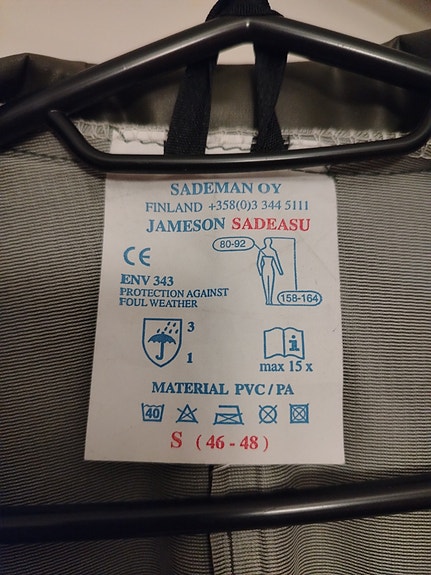 SADEMAN OY
FINLAND +358(0)3 344 5111
JAMESON SADEASU
CE
80-92
ENV 343
PROTECTION AGAINST
FOUL WEATHER
158-164
3
1
i
max 15 x
MATERIAL PVC/PA
40
S (46-48)